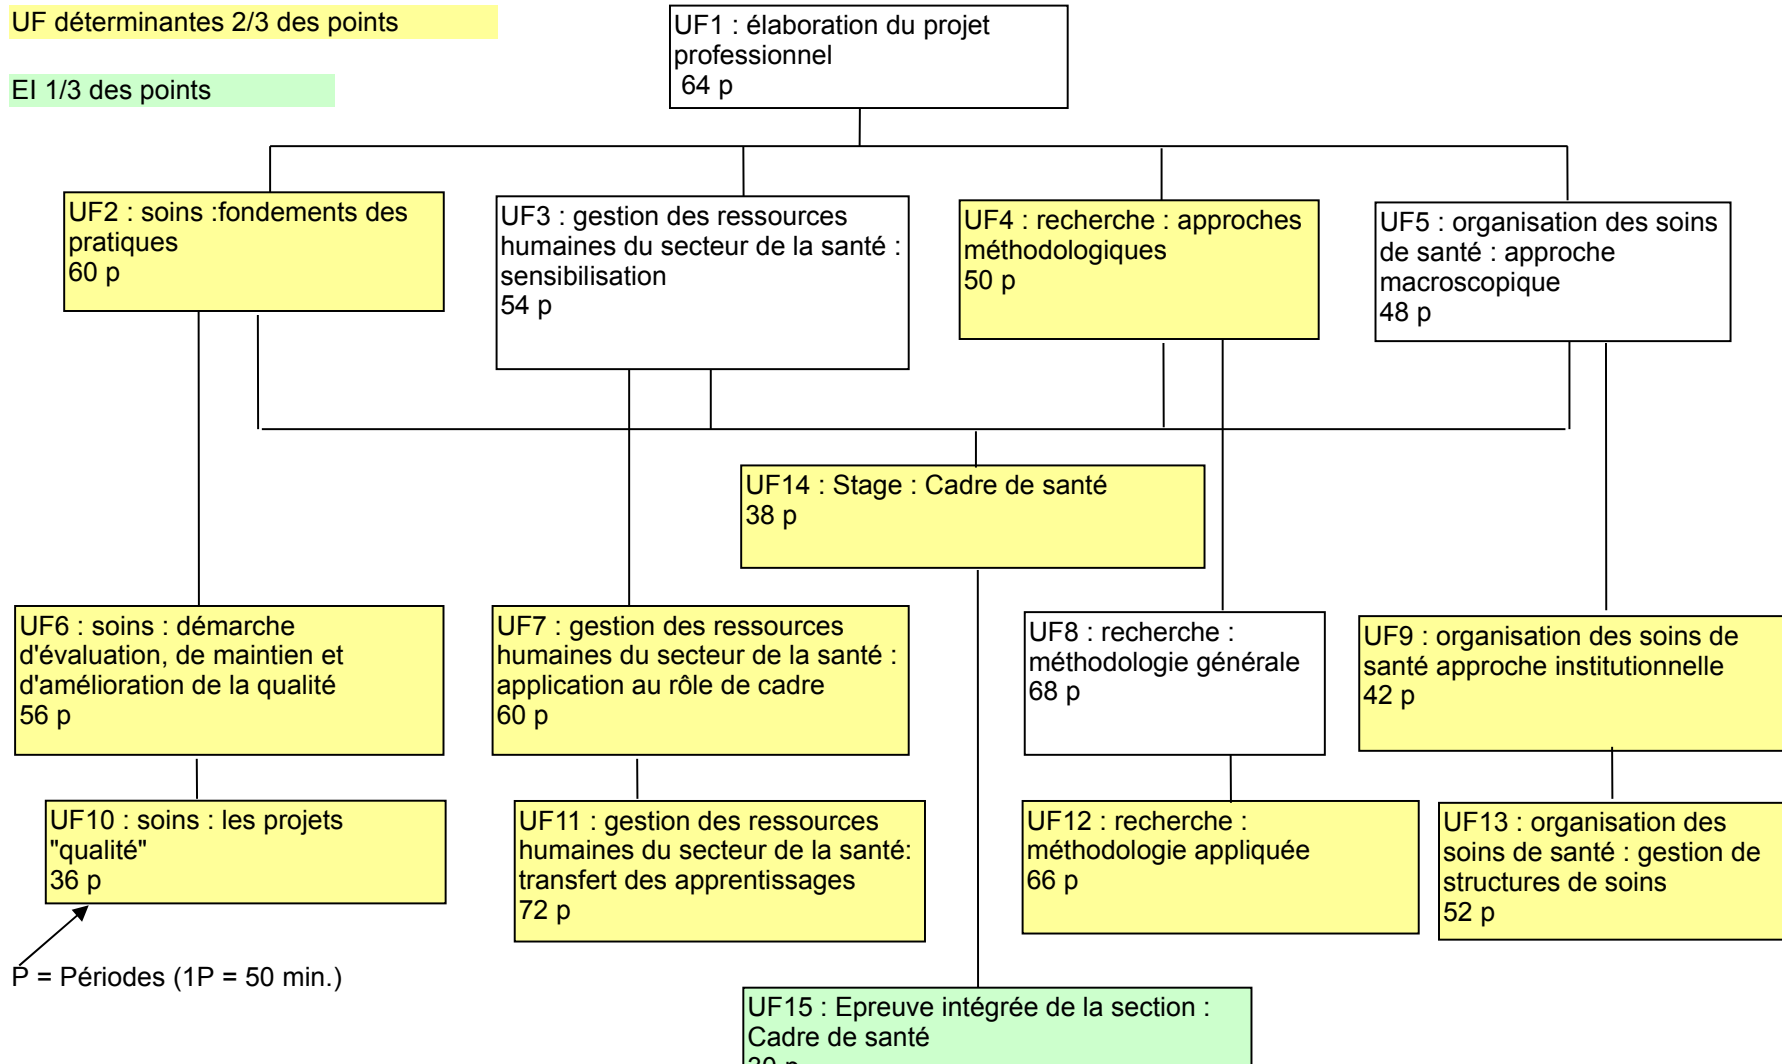 UF déterminantes 2/3 des points
EI 1/3 des points
UF1 : élaboration du projet
professionnel
64 p
UF2 : soins :fondements des
pratiques
60 p
UF3 : gestion des ressources
humaines du secteur de la santé :
sensibilisation
54 p
UF4 : recherche : approches
méthodologiques
50 p
UF5 : organisation des soins
de santé : approche
macroscopique
48 p
UF14 : Stage : Cadre de santé
38 p
UF6 : soins : démarche
d'évaluation, de maintien et
d'amélioration de la qualité
56 p
UF7 : gestion des ressources
humaines du secteur de la santé :
application au rôle de cadre
60 p
UF8 : recherche :
méthodologie générale
68 p
UF9 : organisation des soins de
santé approche institutionnelle
42 p
UF10 : soins : les projets
"qualité"
36 p
UF11 : gestion des ressources
humaines du secteur de la santé:
transfert des apprentissages
72 p
UF12 : recherche :
méthodologie appliquée
66 p
UF13 : organisation des
soins de santé : gestion de
structures de soins
52 p
P = Périodes (1P = 50 min.)
UF15 : Epreuve intégrée de la section :
Cadre de santé